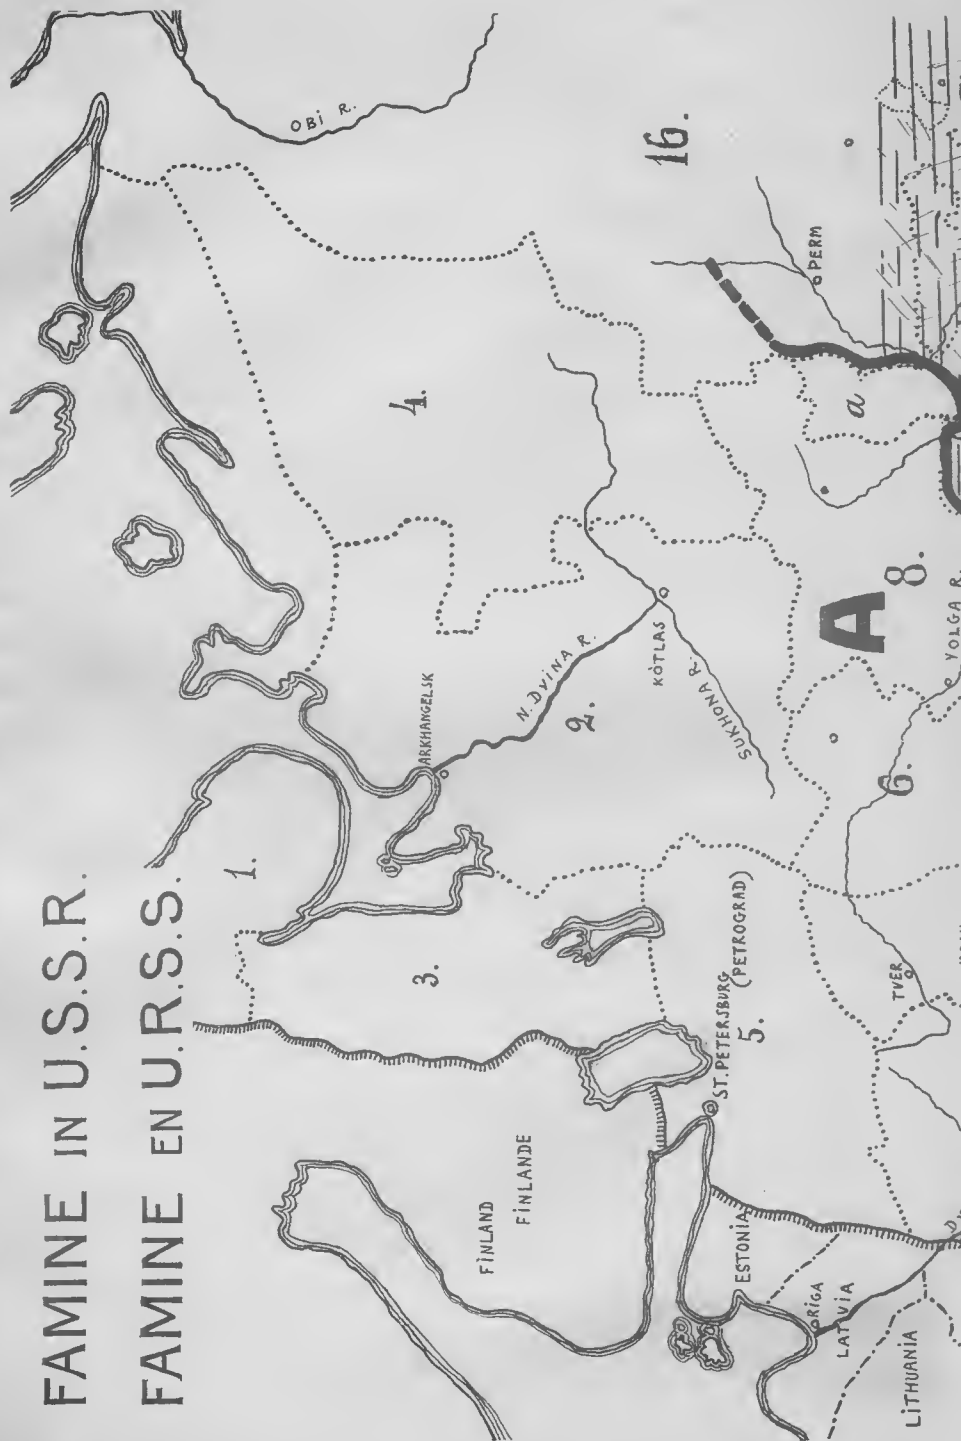 FAMINE IN U.S.S.R.
FAMINE EN U.R.S.S.
OBI R.
1.
ARKHANGELSK
4.
16.
3.
N. DVINA R.
2.
KOTLAS
SUKHONA R.
PERM
a
FINLAND
FINLANDE
ST. PETERSBURG
(PETROGRAD)
5.
A
8.
6.
VOLGA R.
TVER
ESTONIA
RIGA
LATVIA
LITHUANIA
D